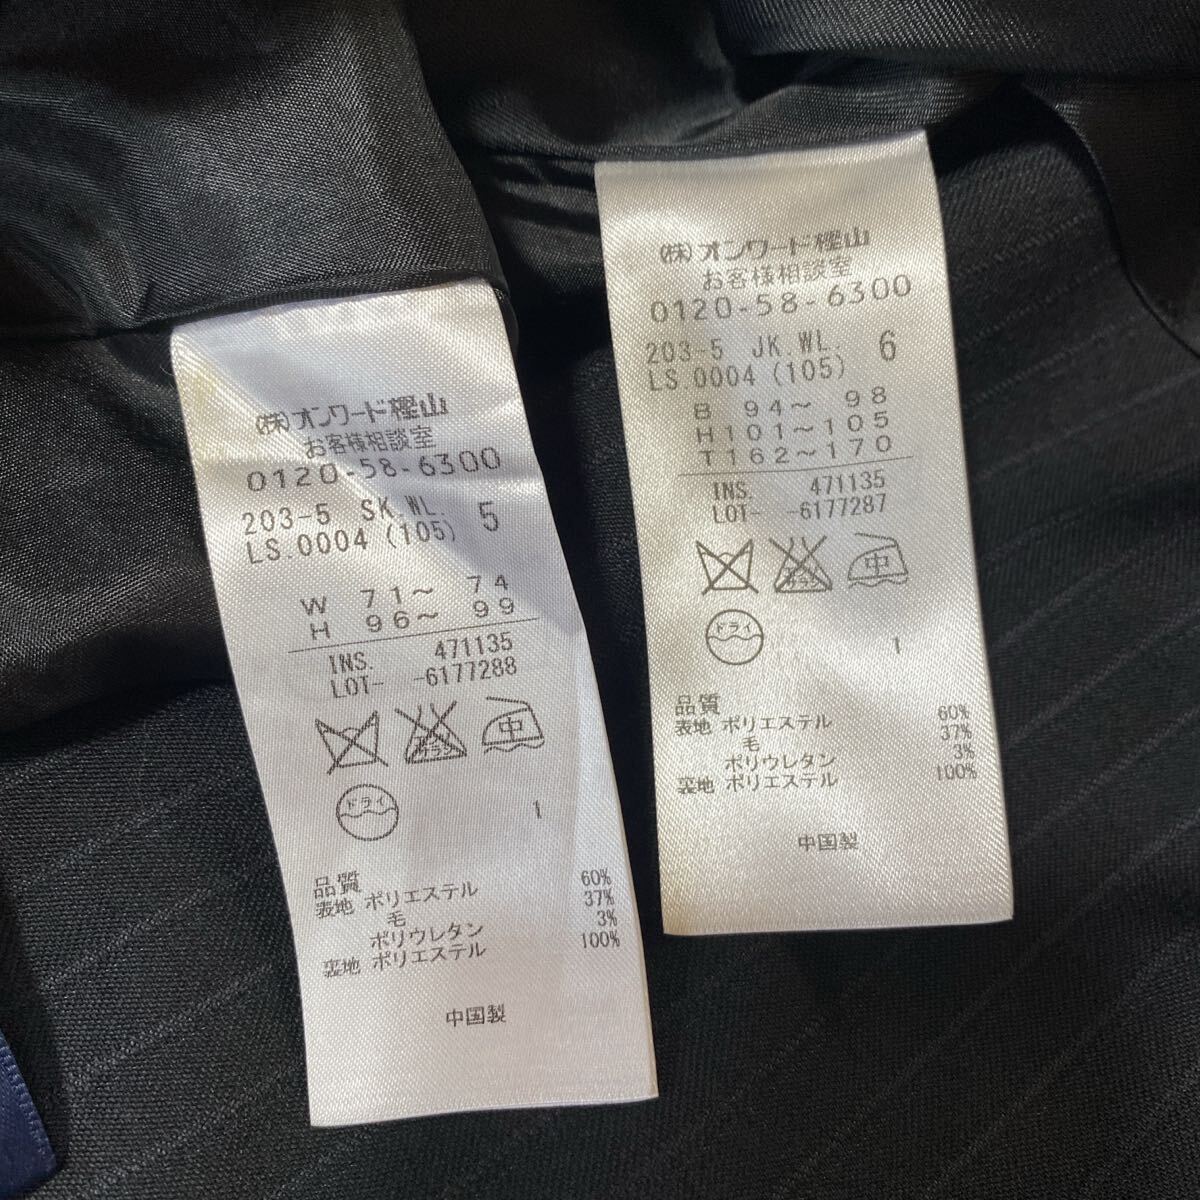 (株)オンワード樫山
お客様相談室
0120-58-6300
203-5 SK.WL. 5
LS.0004 (105)
W 71〜 74
H 96〜 99
INS. 471135
LOT- -6177288
中
ドライ
1
品質
表地 ポリエステル 60%
毛 37%
ポリウレタン 3%
裏地 ポリエステル 100%
中国製
(株)オンワード樫山
お客様相談室
0120-58-6300
203-5 JK.WL. 6
LS.0004 (105)
B 94〜 98
H101〜105
T162〜170
INS. 471135
LOT- -6177287
中
ドライ
1
品質
表地 ポリエステル 60%
毛 37%
ポリウレタン 3%
裏地 ポリエステル 100%
中国製